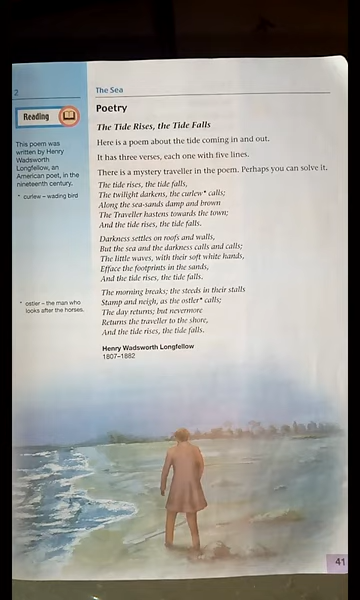 2
The Sea
Reading
Poetry
This poem was
written by Henry
Wadsworth
Longfellow, an
American poet, in the
nineteenth century.
* curlew – wading bird
The Tide Rises, the Tide Falls
Here is a poem about the tide coming in and out.
It has three verses, each one with five lines.
There is a mystery traveller in the poem. Perhaps you can solve it.
The tide rises, the tide falls,
The twilight darkens, the curlew* calls;
Along the sea-sands damp and brown
The Traveller hastens towards the town;
And the tide rises, the tide falls.
Darkness settles on roofs and walls,
But the sea and the darkness calls and calls;
The little waves, with their soft white hands,
Efface the footprints in the sands,
And the tide rises, the tide falls.
The morning breaks; the steeds in their stalls
Stamp and neigh, as the ostler* calls;
The day returns; but nevermore
Returns the traveller to the shore,
And the tide rises, the tide falls.
* ostler – the man who
looks after the horses.
Henry Wadsworth Longfellow
1807–1882
41